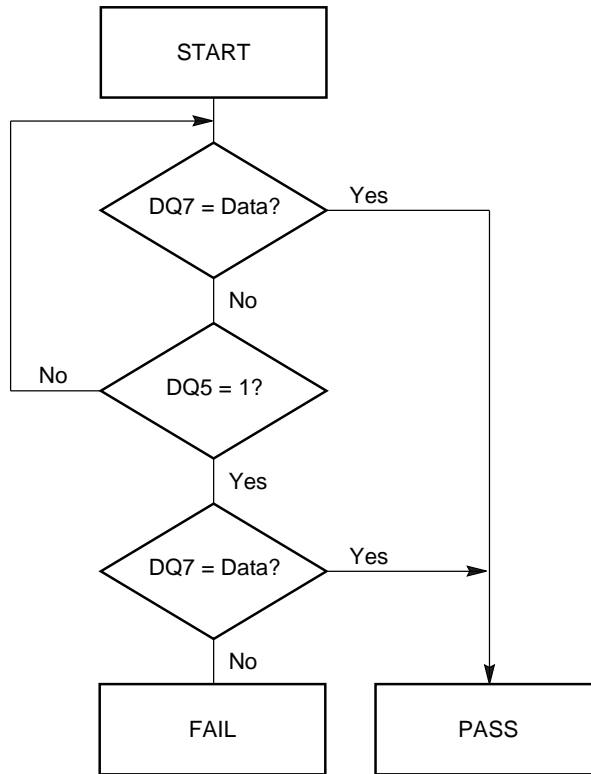 START
DQ7 = Data?
Yes
No
DQ5 = 1?
No
Yes
DQ7 = Data?
Yes
No
FAIL
PASS